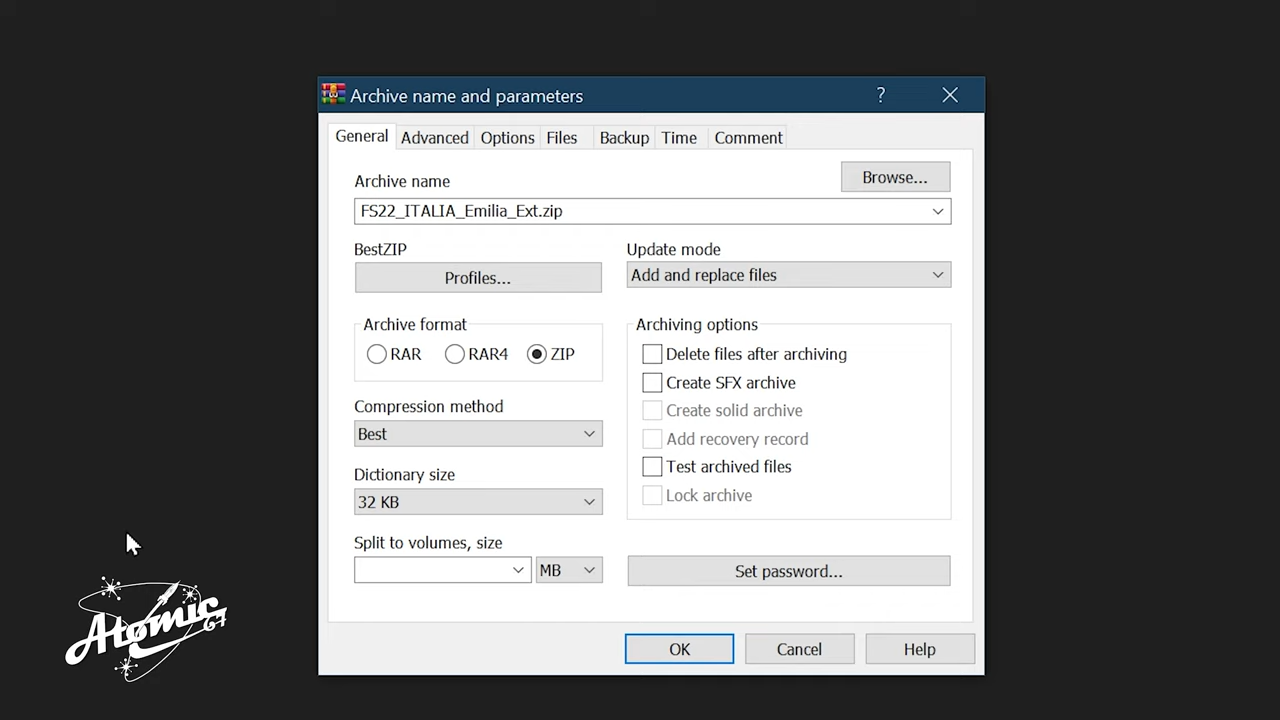 Archive name and parameters
?
General Advanced Options Files Backup Time Comment
Archive name
Browse...
FS22_ITALIA_Emilia_Ext.zip
BestZIP
Profiles...
Update mode
Add and replace files
Archive format
RAR RAR4 ZIP
Compression method
Best
Dictionary size
32 KB
Split to volumes, size
MB
Archiving options
Delete files after archiving
Create SFX archive
Create solid archive
Add recovery record
Test archived files
Lock archive
Set password...
OK Cancel Help
Atomic
67